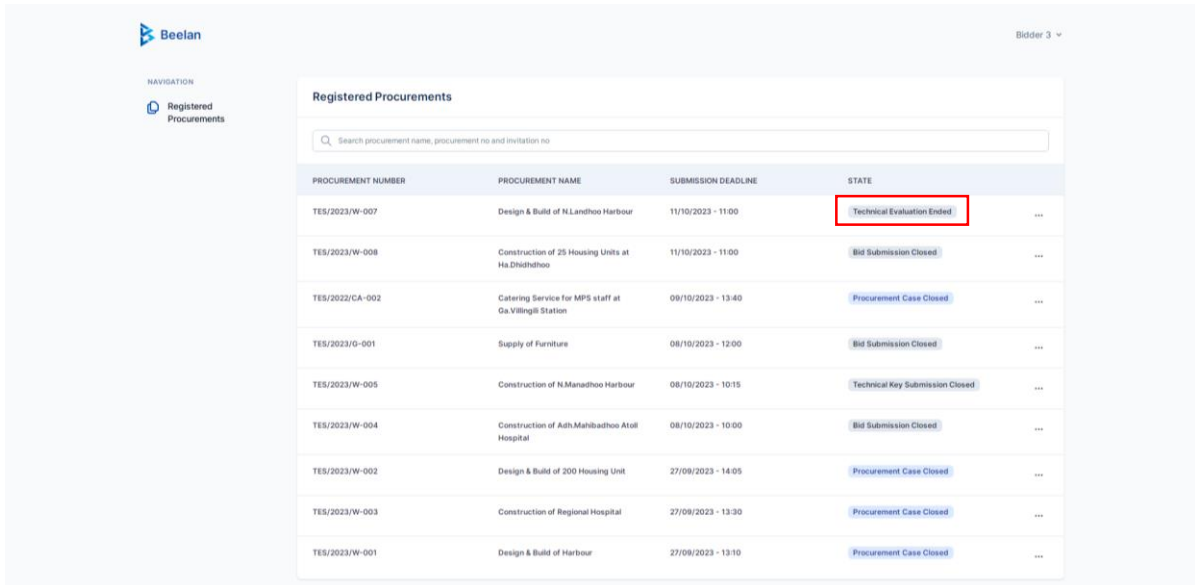 Beelan
Bidder 3
NAVIGATION
Registered
Procurements
Registered Procurements
Search procurement name, procurement no and invitation no
PROCUREMENT NUMBER PROCUREMENT NAME SUBMISSION DEADLINE STATE
TES/2023/W-007 Design & Build of N.Landhoo Harbour 11/10/2023 - 11:00 Technical Evaluation Ended ...
TES/2023/W-008 Construction of 25 Housing Units at 11/10/2023 - 11:00 Bid Submission Closed ...
Ha.Dhidhdhoo
TES/2022/CA-002 Catering Service for MPS staff at 09/10/2023 - 13:40 Procurement Case Closed ...
Ga.Villingili Station
TES/2023/G-001 Supply of Furniture 08/10/2023 - 12:00 Bid Submission Closed ...
TES/2023/W-005 Construction of N.Manadhoo Harbour 08/10/2023 - 10:15 Technical Key Submission Closed ...
TES/2023/W-004 Construction of Adh.Mahibadhoo Atoll 08/10/2023 - 10:00 Bid Submission Closed ...
Hospital
TES/2023/W-002 Design & Build of 200 Housing Unit 27/09/2023 - 14:05 Procurement Case Closed ...
TES/2023/W-003 Construction of Regional Hospital 27/09/2023 - 13:30 Procurement Case Closed ...
TES/2023/W-001 Design & Build of Harbour 27/09/2023 - 13:10 Procurement Case Closed ...